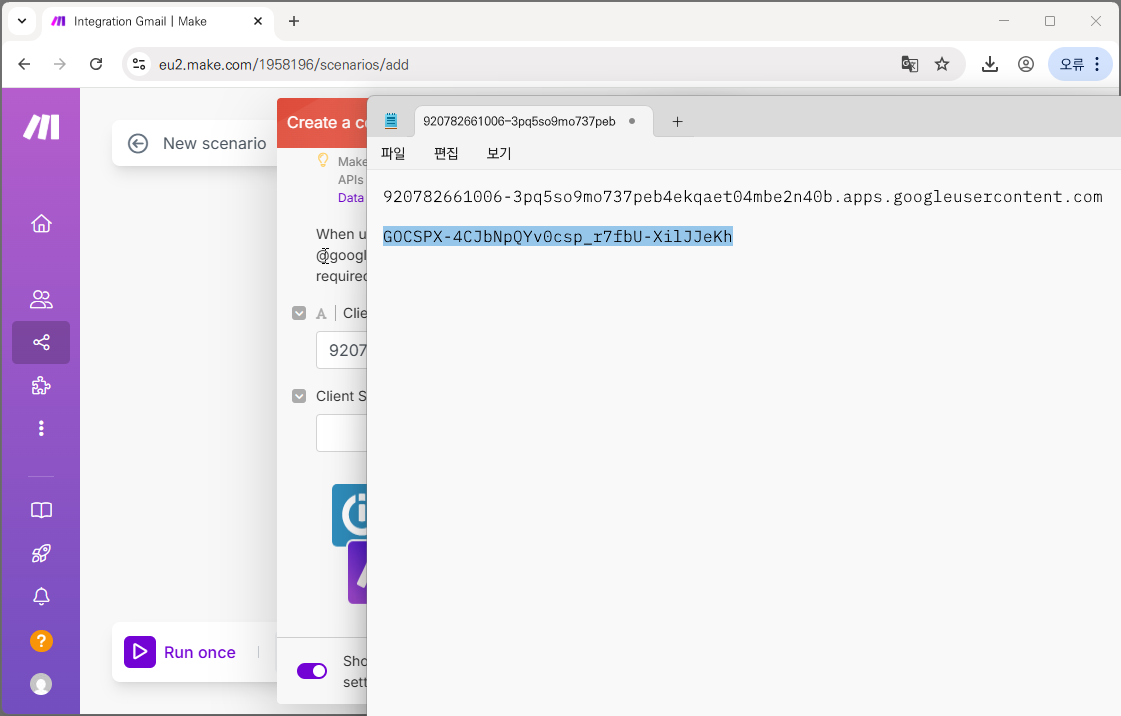 Integration Gmail | Make
eu2.make.com/1958196/scenarios/add
오류
New scenario
Create a c
Make
APIs
Data
When u
@googl
required
A
Clie
9207
Client S
Run once
Sho
sett
920782661006-3pq5so9mo737peb
파일 편집 보기
920782661006-3pq5so9mo737peb4ekqaet04mbe2n40b.apps.googleusercontent.com
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